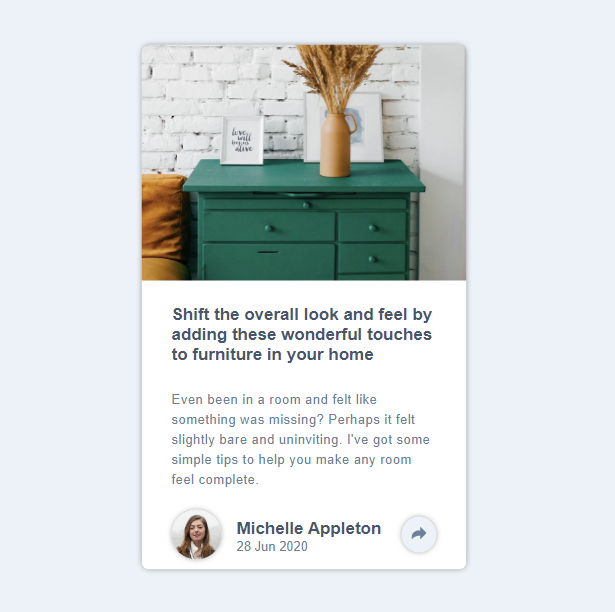 love
will
begins
alive
Shift the overall look and feel by
adding these wonderful touches
to furniture in your home
Even been in a room and felt like
something was missing? Perhaps it felt
slightly bare and uninviting. I've got some
simple tips to help you make any room
feel complete.
Michelle Appleton
28 Jun 2020